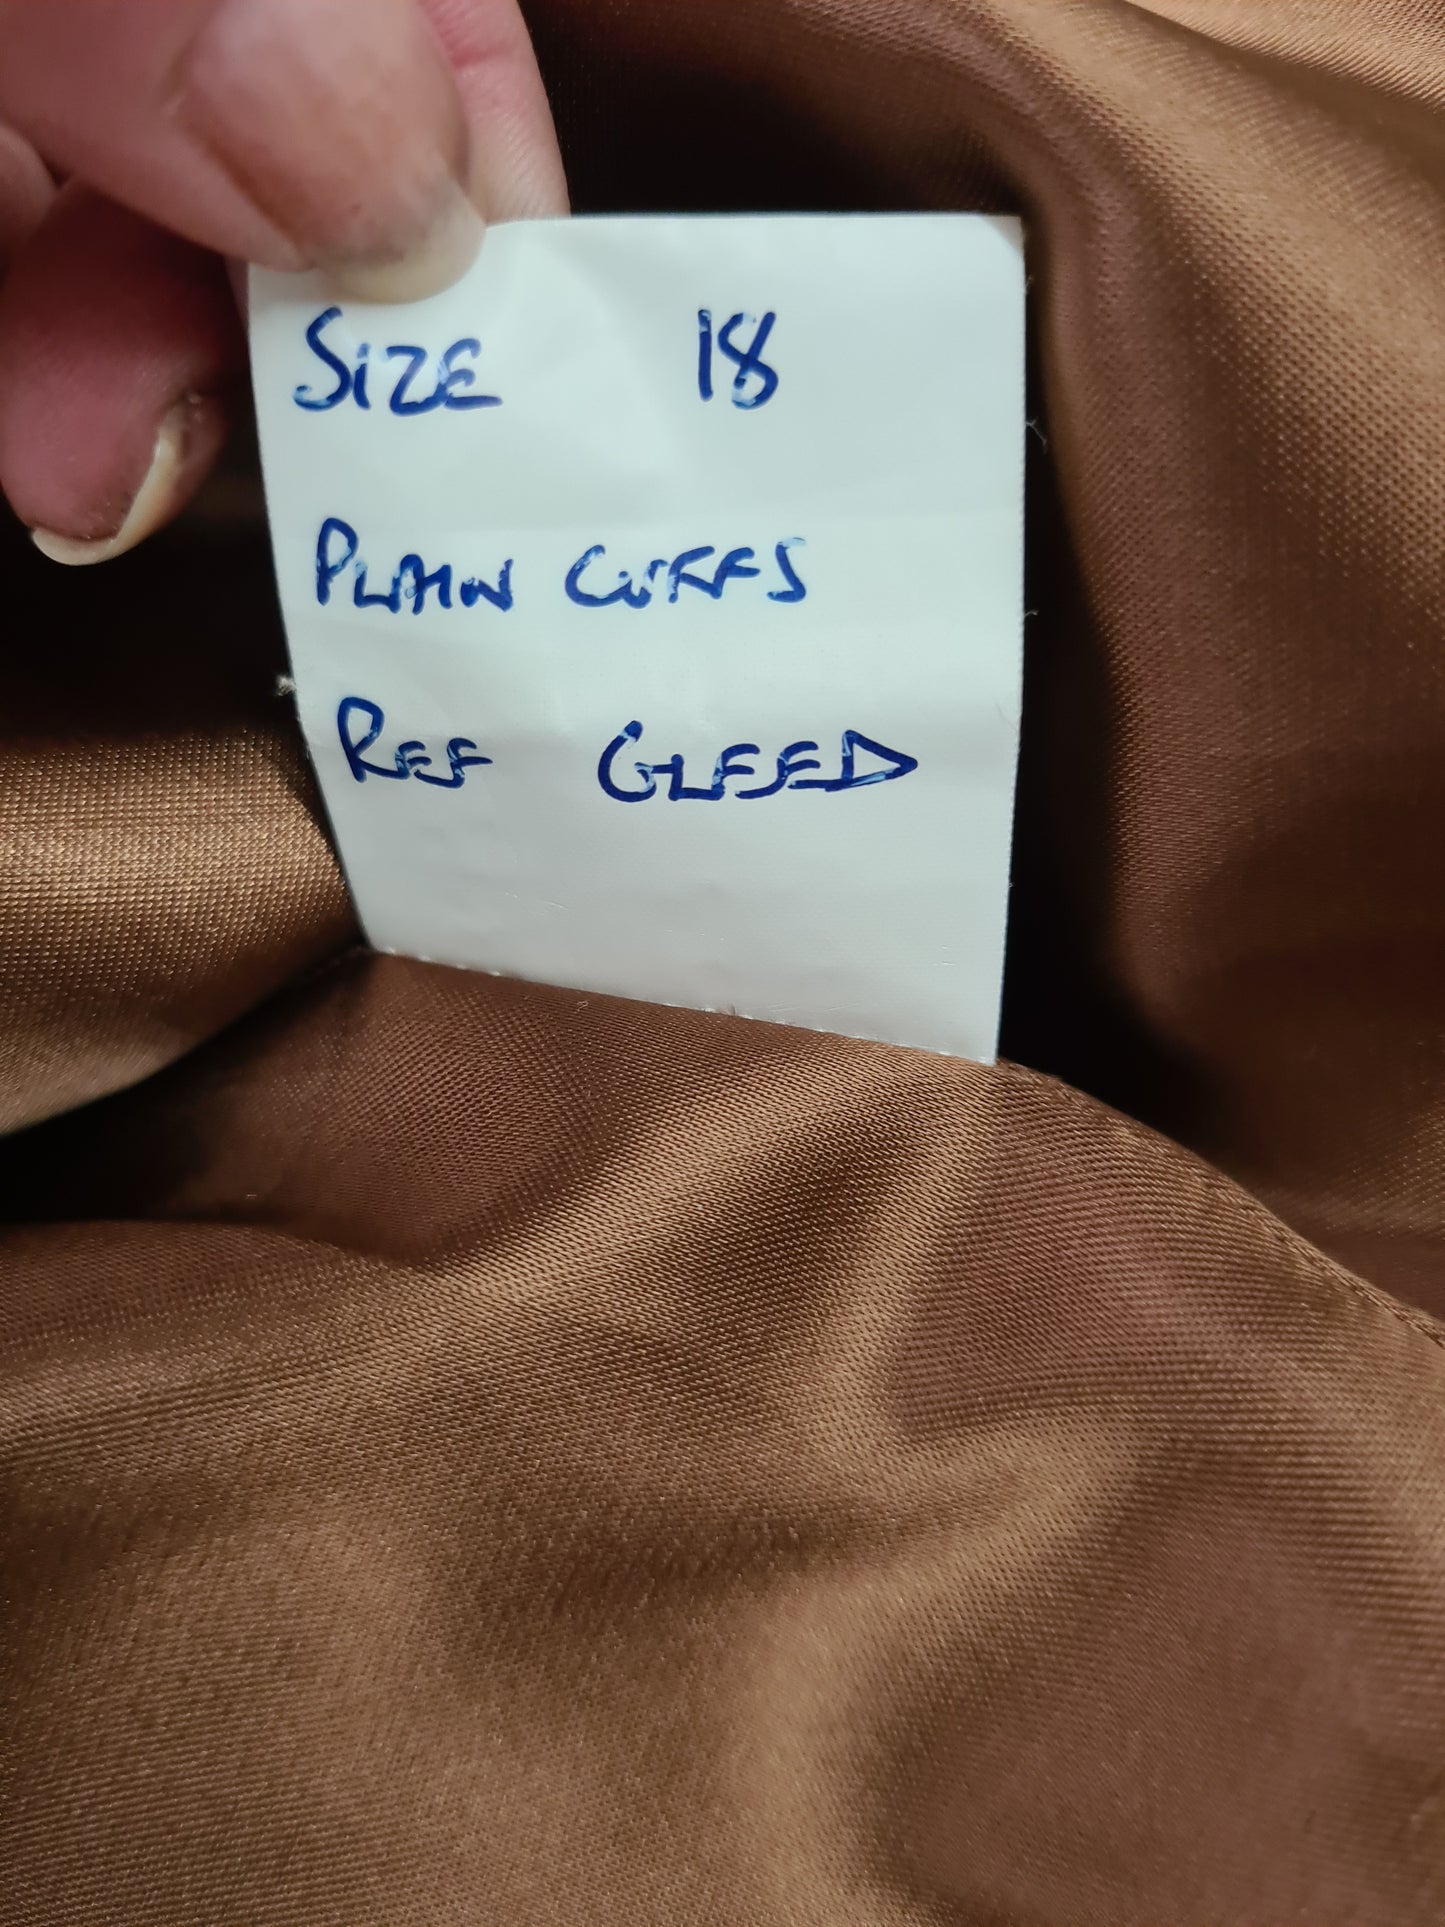 SIZE 18
PLAIN CUFFS
REF GLEED